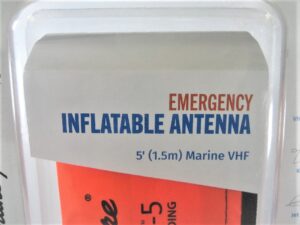 EMERGENCY
INFLATABLE ANTENNA
5' (1.5m) Marine VHF